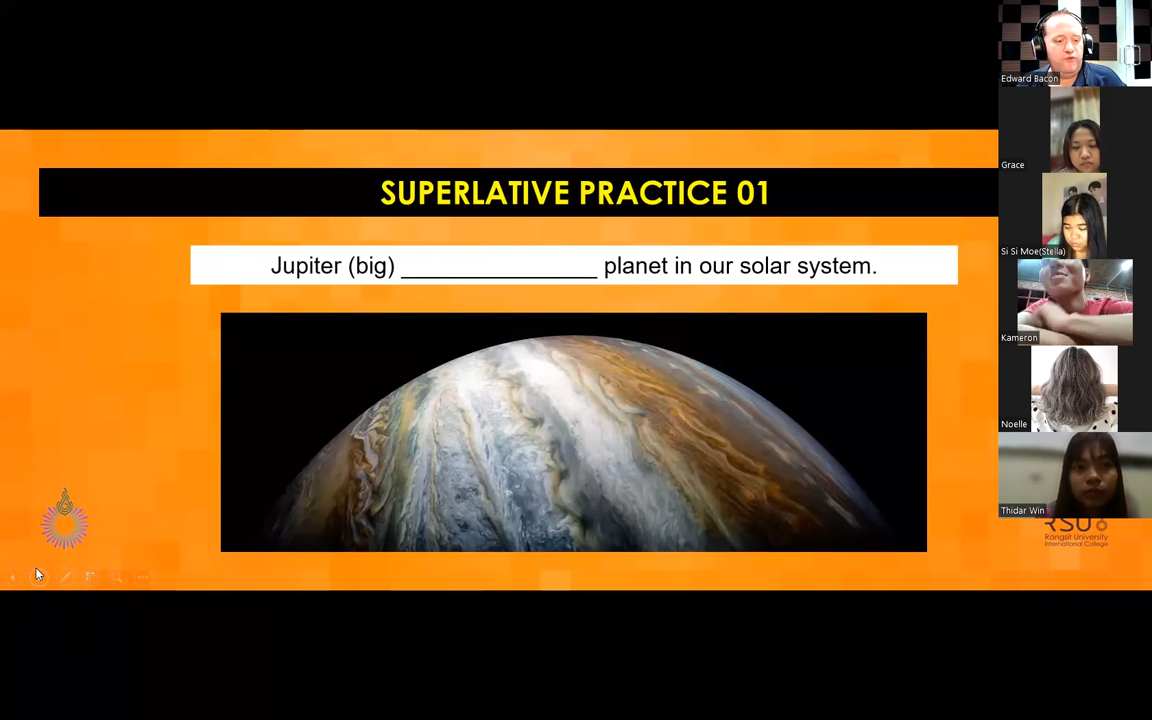 SUPERLATIVE PRACTICE 01
Jupiter (big) _______________ planet in our solar system.
Edward Bacon
Grace
Si Si Moe(Stella)
Kameron
Noelle
Thidar Win
RSU
Rangsit University
International College